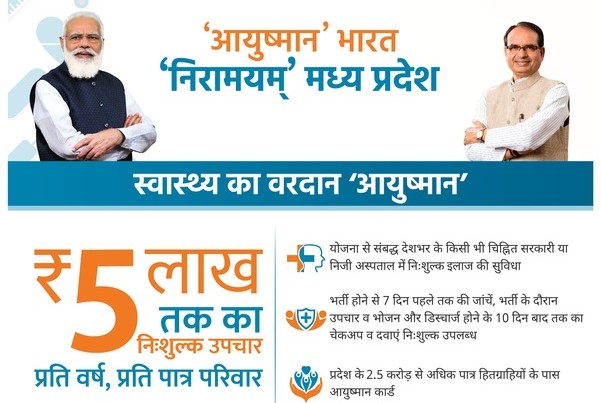 ‘आयुष्मान’ भारत
‘निरामयम्’ मध्य प्रदेश
स्वास्थ्य का वरदान ‘आयुष्मान’
₹5 लाख
तक का
निःशुल्क उपचार
प्रति वर्ष, प्रति पात्र परिवार
योजना से संबद्ध देशभर के किसी भी चिह्नित सरकारी या
निजी अस्पताल में निःशुल्क इलाज की सुविधा
भर्ती होने से 7 दिन पहले तक की जांचें, भर्ती के दौरान
उपचार व भोजन और डिस्चार्ज होने के 10 दिन बाद तक का
चेकअप व दवाएं निःशुल्क उपलब्ध
प्रदेश के 2.5 करोड़ से अधिक पात्र हितग्राहियों के पास
आयुष्मान कार्ड